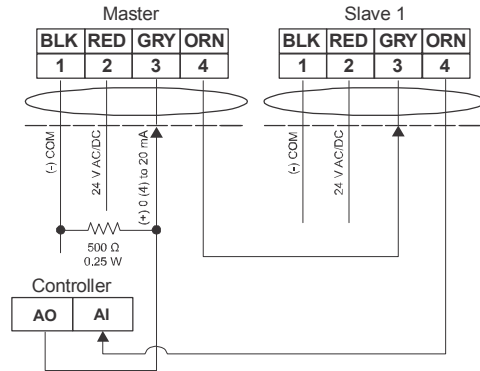 Master
BLK RED GRY ORN
1 2 3 4
Slave 1
BLK RED GRY ORN
1 2 3 4
(-) COM
24 V AC/DC
(+) 0 (4) to 20 mA
(-) COM
24 V AC/DC
500 Ω
0.25 W
Controller
AO AI